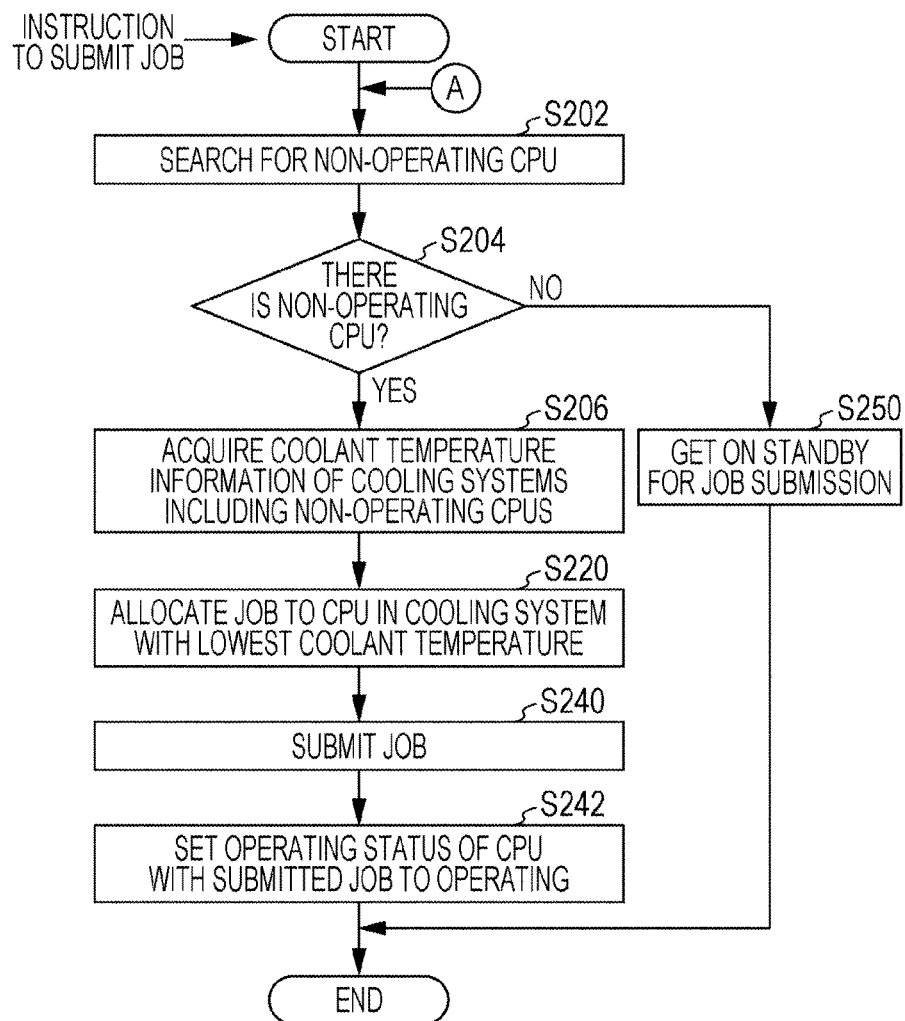 INSTRUCTION
TO SUBMIT JOB
START
A
S202
SEARCH FOR NON-OPERATING CPU
S204
THERE
IS NON-OPERATING
CPU?
NO
YES
S206
ACQUIRE COOLANT TEMPERATURE
INFORMATION OF COOLING SYSTEMS
INCLUDING NON-OPERATING CPUS
S250
GET ON STANDBY
FOR JOB SUBMISSION
S220
ALLOCATE JOB TO CPU IN COOLING SYSTEM
WITH LOWEST COOLANT TEMPERATURE
S240
SUBMIT JOB
S242
SET OPERATING STATUS OF CPU
WITH SUBMITTED JOB TO OPERATING
END